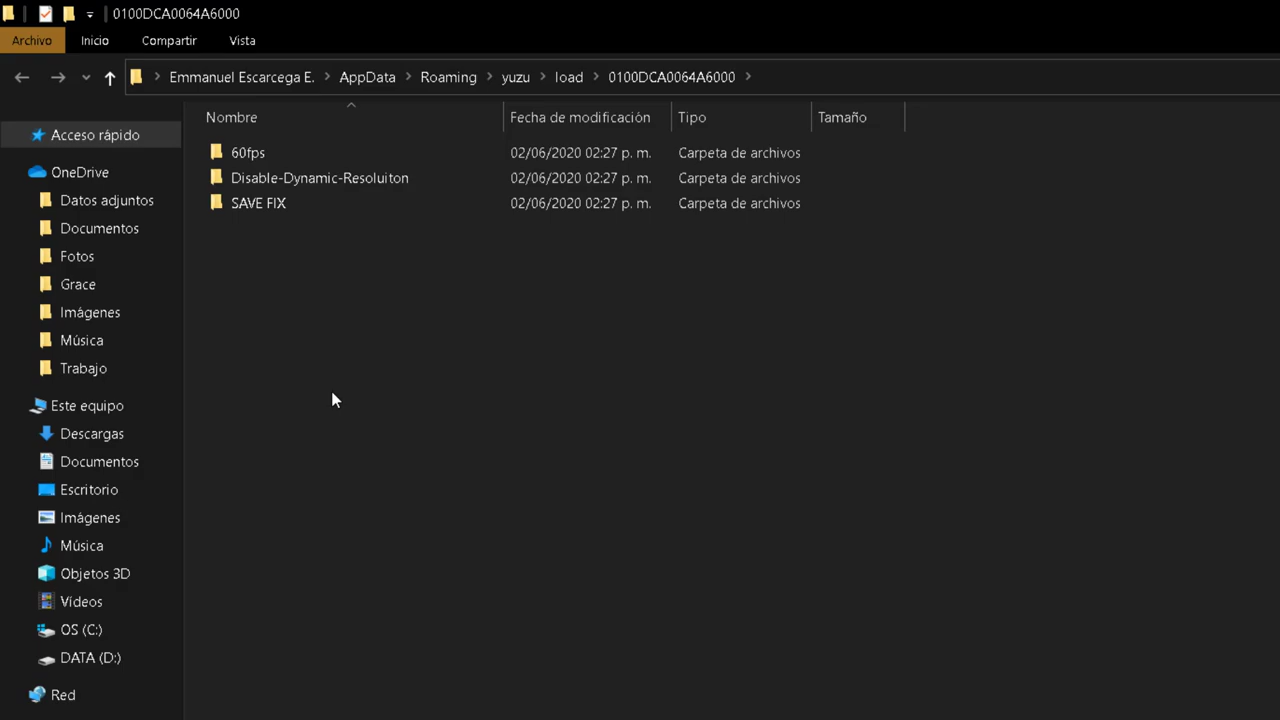 0100DCA0064A6000
Archivo Inicio Compartir Vista
Emmanuel Escarcega E. AppData Roaming yuzu load 0100DCA0064A6000
Nombre Fecha de modificación Tipo Tamaño
60fps 02/06/2020 02:27 p. m. Carpeta de archivos
Disable-Dynamic-Resoluiton 02/06/2020 02:27 p. m. Carpeta de archivos
SAVE FIX 02/06/2020 02:27 p. m. Carpeta de archivos
Acceso rápido
OneDrive
Datos adjuntos
Documentos
Fotos
Grace
Imágenes
Música
Trabajo
Este equipo
Descargas
Documentos
Escritorio
Imágenes
Música
Objetos 3D
Vídeos
OS (C:)
DATA (D:)
Red